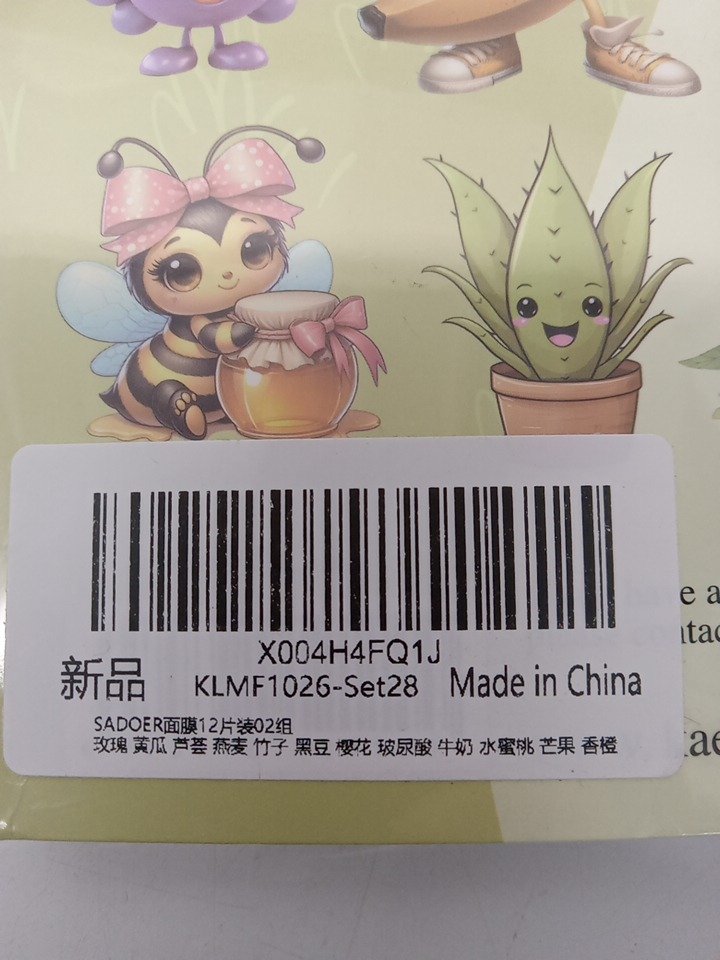 X004H4FQ1J
新品 KLMF1026-Set28 Made in China
SADOER面膜12片装02组
玫瑰 黄瓜 芦荟 燕麦 竹子 黑豆 樱花 玻尿酸 牛奶 水蜜桃 芒果 香橙